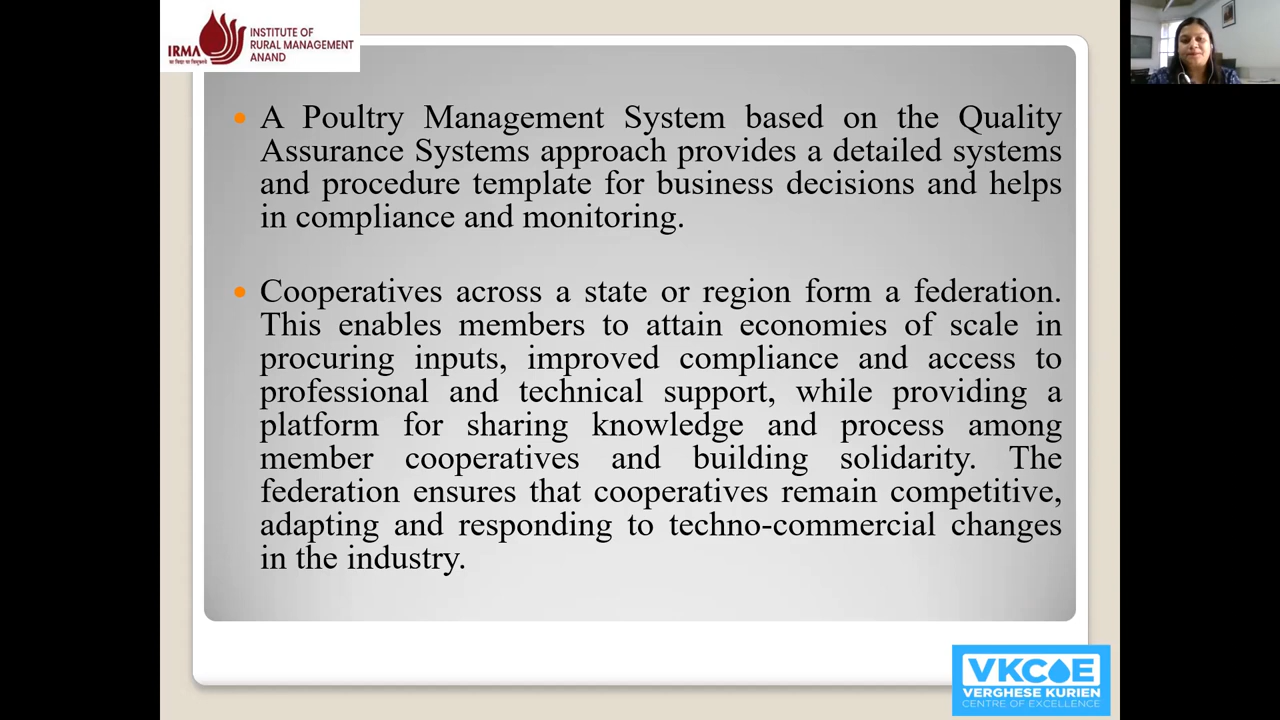 IRMA
INSTITUTE OF
RURAL MANAGEMENT
ANAND
A Poultry Management System based on the Quality
Assurance Systems approach provides a detailed systems
and procedure template for business decisions and helps
in compliance and monitoring.
Cooperatives across a state or region form a federation.
This enables members to attain economies of scale in
procuring inputs, improved compliance and access to
professional and technical support, while providing a
platform for sharing knowledge and process among
member cooperatives and building solidarity. The
federation ensures that cooperatives remain competitive,
adapting and responding to techno-commercial changes
in the industry.
VKCOE
VERGHESE KURIEN
CENTRE OF EXCELLENCE